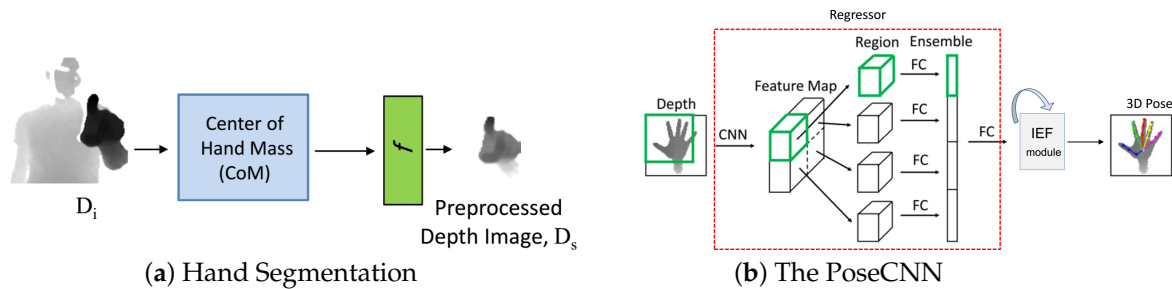 Center of
Hand Mass
(CoM)
f
D_i
Preprocessed
Depth Image, D_s
(a) Hand Segmentation
Regressor
Region
Ensemble
FC
Feature Map
Depth
CNN
FC
FC
FC
FC
IEF
module
3D Pose
(b) The PoseCNN